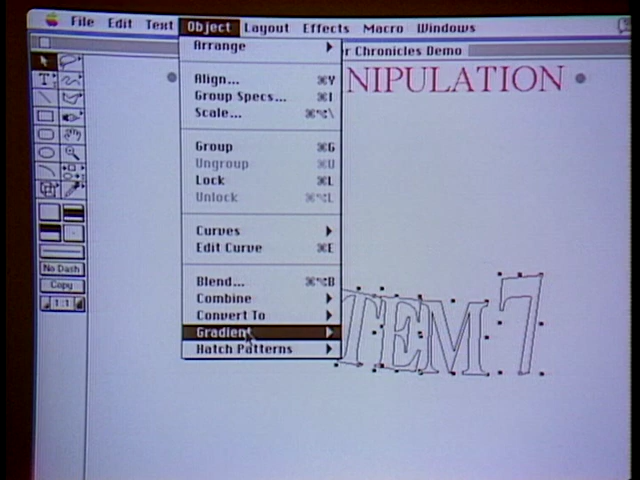 File Edit Text Object Layout Effects Macro Windows
r Chronicles Demo
NIPULATION
Arrange
Align... ⌘Y
Group Specs... ⌘I
Scale... ⌘⌥\
Group ⌘G
Ungroup ⌘U
Lock ⌘L
Unlock ⌘⌥L
Curves
Edit Curve ⌘E
Blend... ⌘⌥B
Combine
Convert To
Gradient
Hatch Patterns
T
No Dash
Copy
1:1
TEM 7